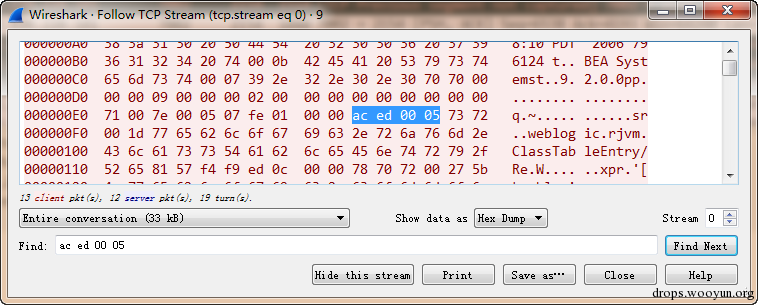 Wireshark · Follow TCP Stream (tcp.stream eq 0) · 9
000000A0 38 3a 31 30 20 50 44 54 20 32 30 30 36 20 37 39 8:10 PDT 2006 79
000000B0 36 31 32 34 20 74 00 0b 42 45 41 20 53 79 73 74 6124 t.. BEA Syst
000000C0 65 6d 73 74 00 07 39 2e 32 2e 30 2e 30 70 70 00 emst..9. 2.0.0pp.
000000D0 00 00 09 00 00 00 02 00 00 00 00 00 00 00 00 00 ........ ........
000000E0 71 00 7e 00 05 07 fe 01 00 00 ac ed 00 05 73 72 q.~..... ......sr
000000F0 00 1d 77 65 62 6c 6f 67 69 63 2e 72 6a 76 6d 2e ..weblog ic.rjvm.
00000100 43 6c 61 73 73 54 61 62 6c 65 45 6e 74 72 79 2f ClassTab leEntry/
00000110 52 65 81 57 f4 f9 ed 0c 00 00 78 70 72 00 27 5b Re.W.... ..xpr.'[
13 client pkt(s), 12 server pkt(s), 19 turn(s).
Entire conversation (33 kB) Show data as Hex Dump Stream 0
Find: ac ed 00 05 Find Next
Hide this stream Print Save as… Close Help
drops.wooyun.org